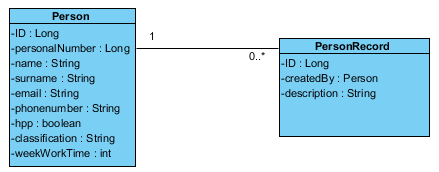 Person
-ID : Long
-personalNumber : Long
-name : String
-surname : String
-email : String
-phonenumber : String
-hpp : boolean
-classification : String
-weekWorkTime : int
1
0..*
PersonRecord
-ID : Long
-createdBy : Person
-description : String